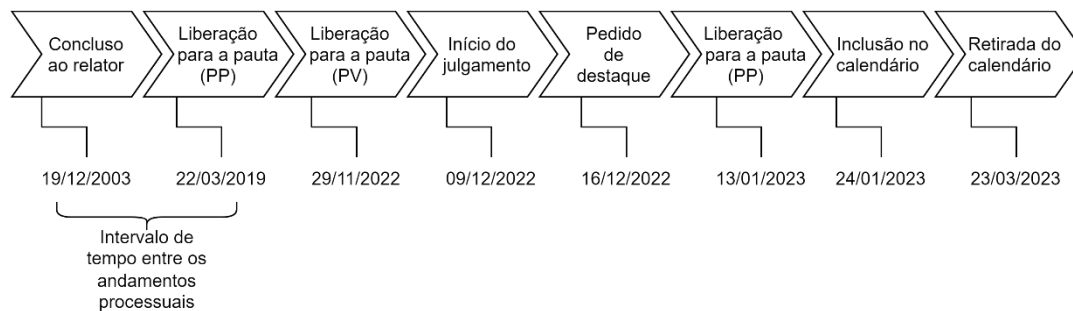 Concluso
ao relator
Liberação
para a pauta
(PP)
Liberação
para a pauta
(PV)
Início do
julgamento
Pedido
de
destaque
Liberação
para a pauta
(PP)
Inclusão no
calendário
Retirada do
calendário
19/12/2003
22/03/2019
29/11/2022
09/12/2022
16/12/2022
13/01/2023
24/01/2023
23/03/2023
Intervalo de
tempo entre os
andamentos
processuais